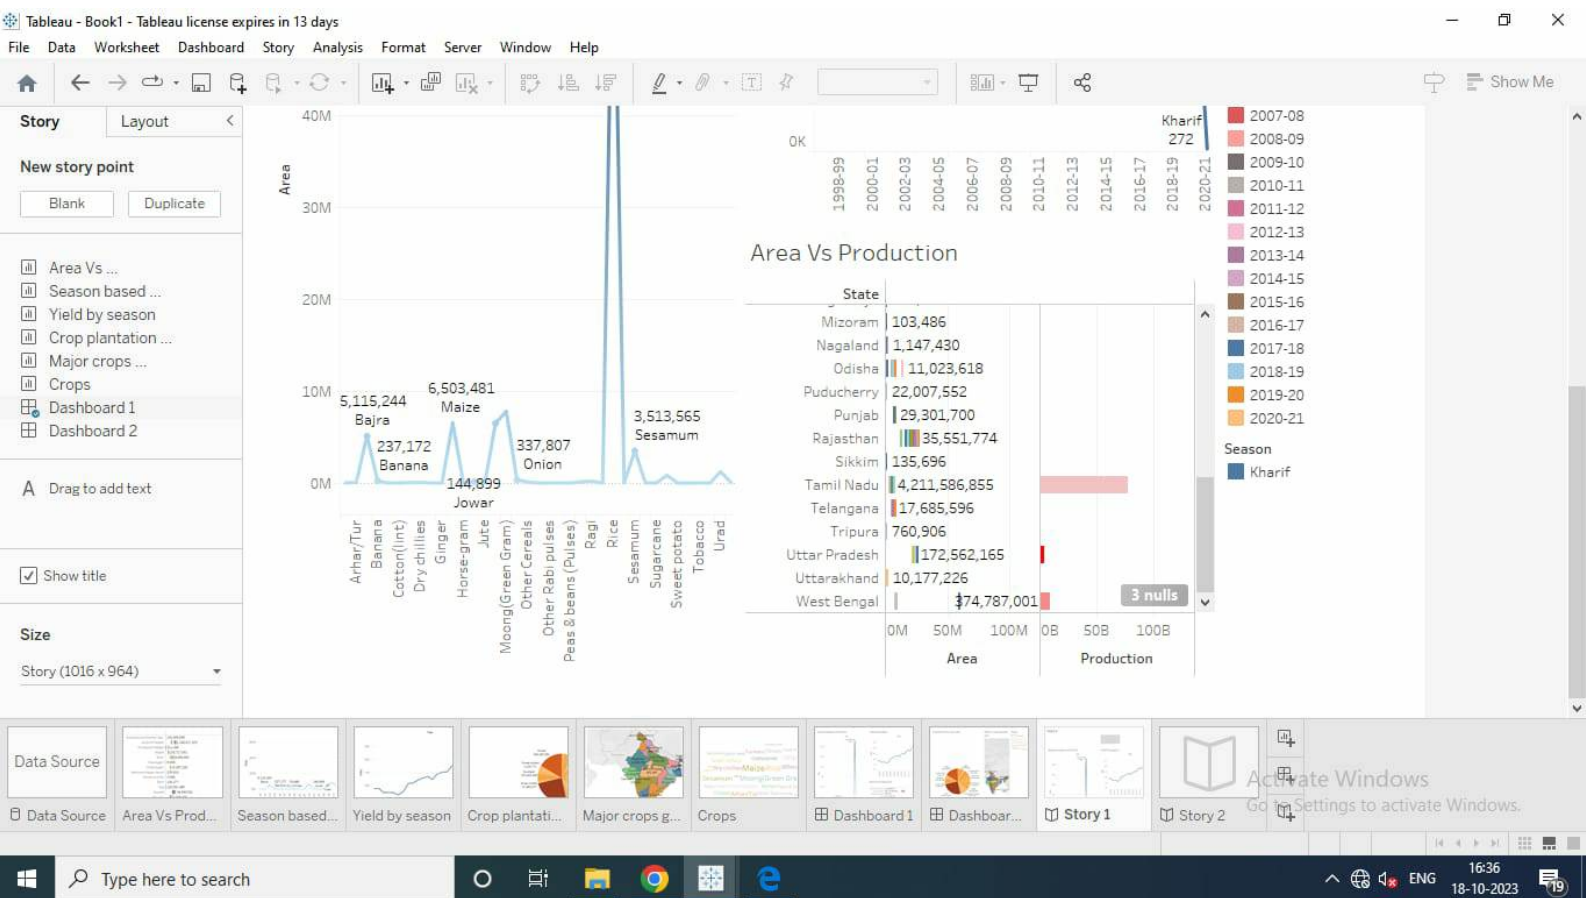 Tableau - Book1 - Tableau license expires in 13 days
File Data Worksheet Dashboard Story Analysis Format Server Window Help
Show Me
Story Layout
New story point
Blank Duplicate
Area Vs ...
Season based ...
Yield by season
Crop plantation ...
Major crops ...
Crops
Dashboard 1
Dashboard 2
A Drag to add text
Show title
Size
Story (1016 x 964)
Area
40M
30M
20M
10M
0M
5,115,244
Bajra
237,172
Banana
6,503,481
Maize
144,899
Jowar
337,807
Onion
3,513,565
Sesamum
Arhar/Tur
Banana
Cotton(lint)
Dry chillies
Ginger
Horse-gram
Jute
Moong(Green Gram)
Other Cereals
Other Rabi pulses
Peas & beans (Pulses)
Ragi
Rice
Sesamum
Sugarcane
Sweet potato
Tobacco
Urad
0K
Kharif
272
1998-99
2000-01
2002-03
2004-05
2006-07
2008-09
2010-11
2012-13
2014-15
2016-17
2018-19
2020-21
Area Vs Production
State
Mizoram 103,486
Nagaland 1,147,430
Odisha 11,023,618
Puducherry 22,007,552
Punjab 29,301,700
Rajasthan 35,551,774
Sikkim 135,696
Tamil Nadu 4,211,586,855
Telangana 17,685,596
Tripura 760,906
Uttar Pradesh 172,562,165
Uttarakhand 10,177,226
West Bengal 374,787,001
3 nulls
0M 50M 100M 0B 50B 100B
Area Production
2007-08
2008-09
2009-10
2010-11
2011-12
2012-13
2013-14
2014-15
2015-16
2016-17
2017-18
2018-19
2019-20
2020-21
Season
Kharif
Data Source
Data Source Area Vs Prod... Season based... Yield by season Crop plantati... Major crops g... Crops Dashboard 1 Dashboar... Story 1 Story 2
Activate Windows
Go to Settings to activate Windows.
Type here to search
ENG
16:36
18-10-2023
19